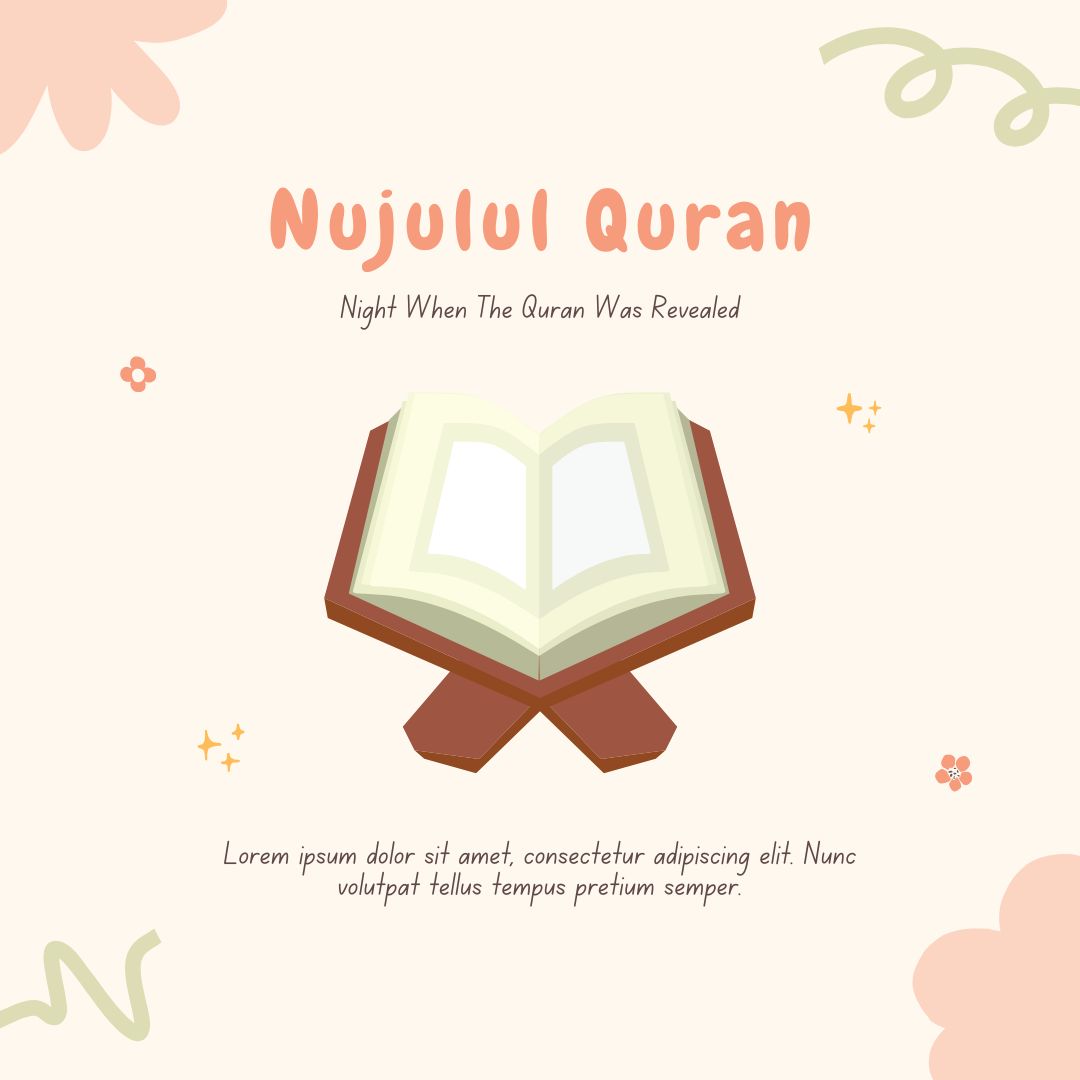 Nujulul Quran
Night When The Quran Was Revealed
Lorem ipsum dolor sit amet, consectetur adipiscing elit. Nunc
volutpat tellus tempus pretium semper.